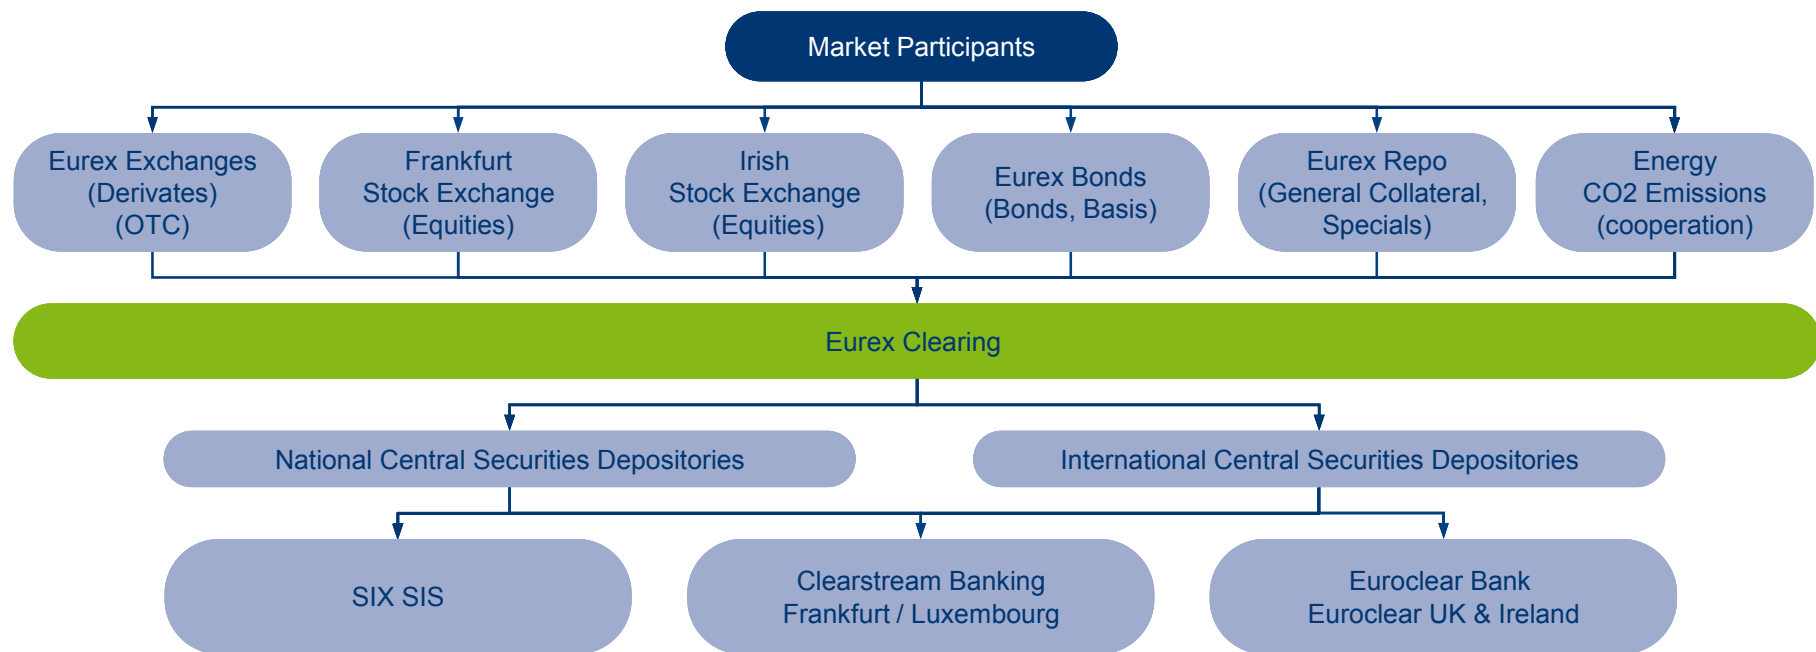 Market Participants
Eurex Exchanges
(Derivates)
(OTC)
Frankfurt
Stock Exchange
(Equities)
Irish
Stock Exchange
(Equities)
Eurex Bonds
(Bonds, Basis)
Eurex Repo
(General Collateral,
Specials)
Energy
CO2 Emissions
(cooperation)
Eurex Clearing
National Central Securities Depositories
International Central Securities Depositories
SIX SIS
Clearstream Banking
Frankfurt / Luxembourg
Euroclear Bank
Euroclear UK & Ireland